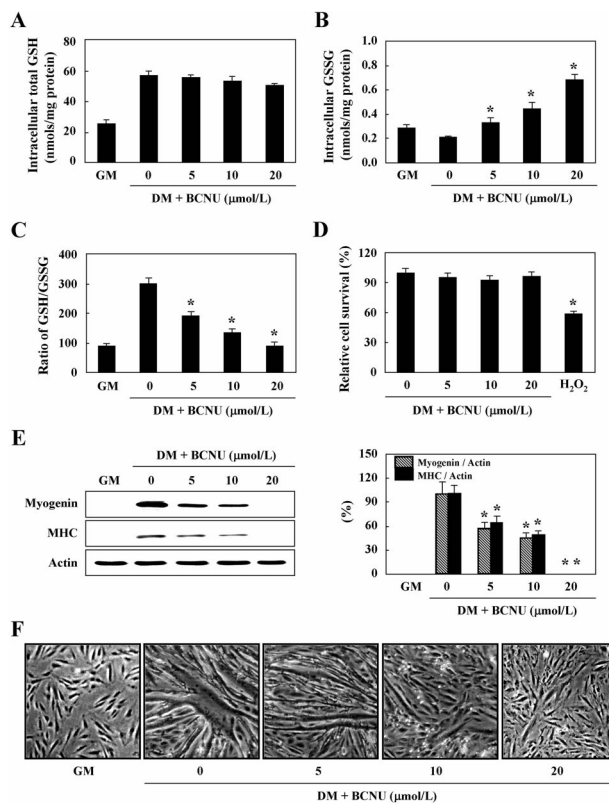 A
Intracellular total GSH
(nmols/mg protein)
80
60
40
20
0
GM
0
5
10
20
DM + BCNU (μmol/L)
B
Intracellular GSSG
(nmols/mg protein)
1.0
0.8
0.6
0.4
0.2
0.0
* * *
GM
0
5
10
20
DM + BCNU (μmol/L)
C
Ratio of GSH/GSSG
400
300
200
100
0
* * *
GM
0
5
10
20
DM + BCNU (μmol/L)
D
Relative cell survival (%)
120
90
60
30
0
*
0
5
10
20
H₂O₂
DM + BCNU (μmol/L)
E
DM + BCNU (μmol/L)
GM
0
5
10
20
Myogenin
MHC
Actin
(%)
150
120
90
60
30
0
Myogenin / Actin
MHC / Actin
* * * * * *
GM
0
5
10
20
DM + BCNU (μmol/L)
F
GM
0
5
10
20
DM + BCNU (μmol/L)